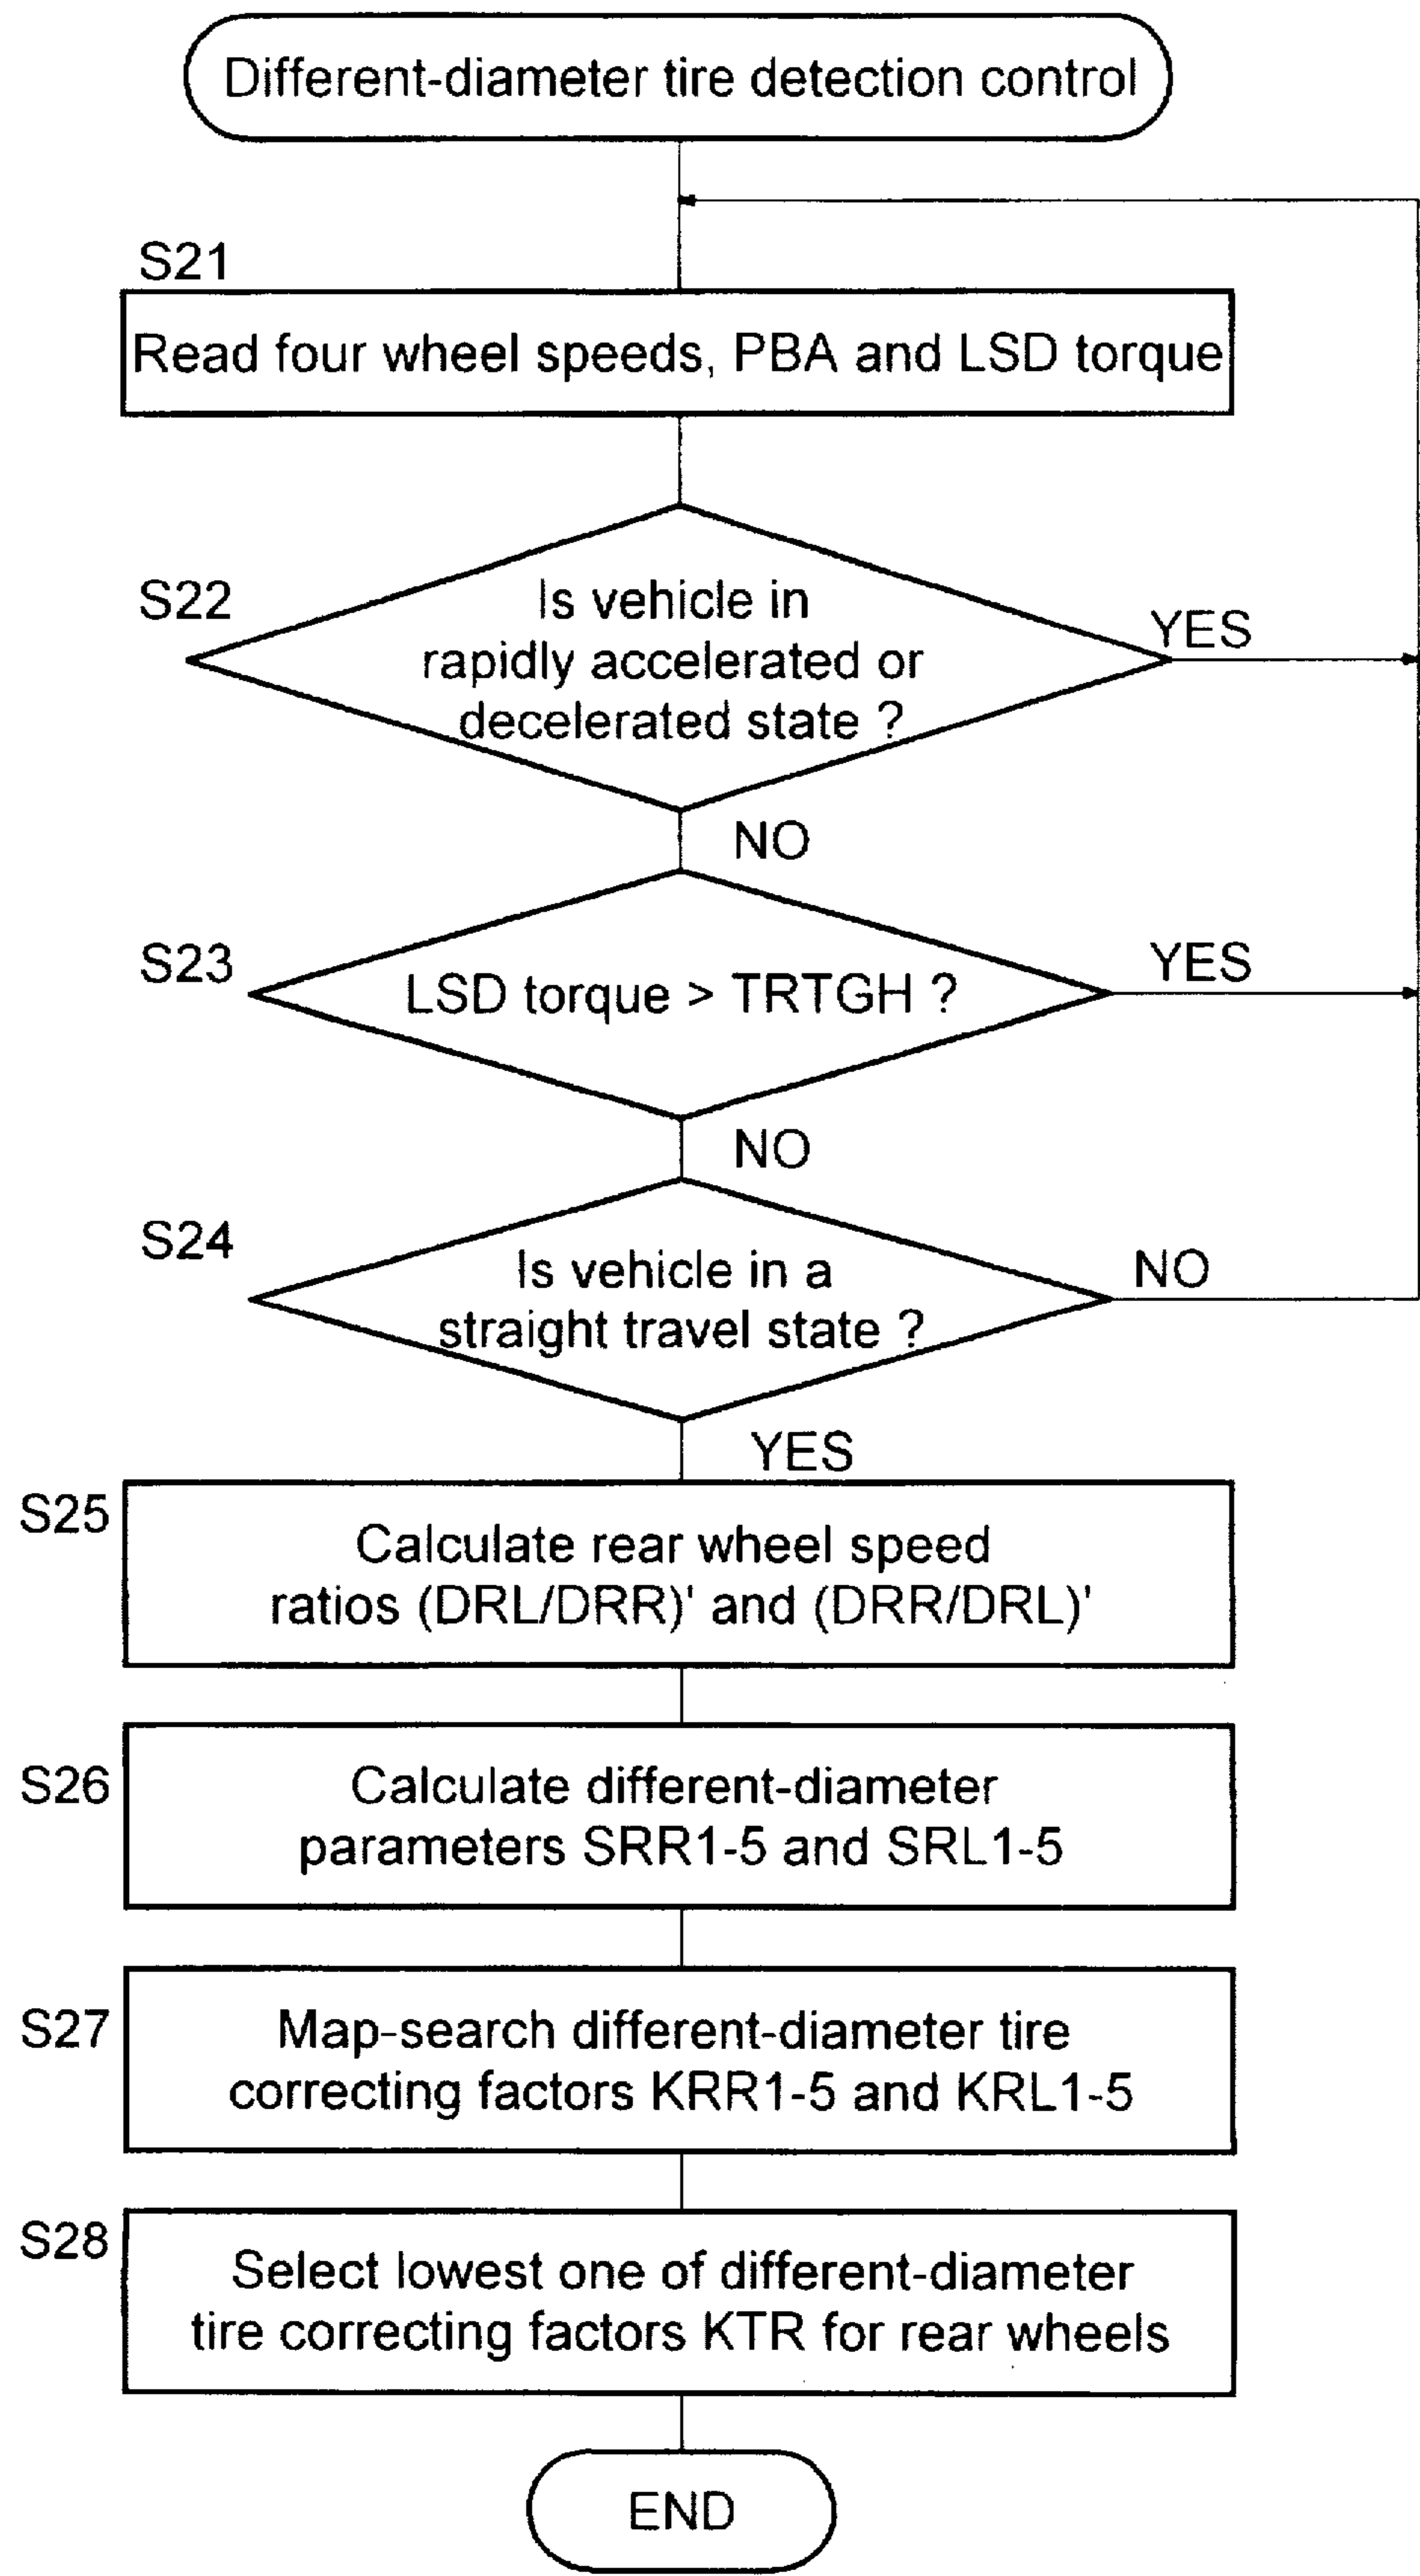 Different-diameter tire detection control
S21
Read four wheel speeds, PBA and LSD torque
S22
Is vehicle in
rapidly accelerated or
decelerated state ?
YES
NO
S23
LSD torque > TRTGH ?
YES
NO
S24
Is vehicle in a
straight travel state ?
NO
YES
S25
Calculate rear wheel speed
ratios (DRL/DRR)' and (DRR/DRL)'
S26
Calculate different-diameter
parameters SRR1-5 and SRL1-5
S27
Map-search different-diameter tire
correcting factors KRR1-5 and KRL1-5
S28
Select lowest one of different-diameter
tire correcting factors KTR for rear wheels
END